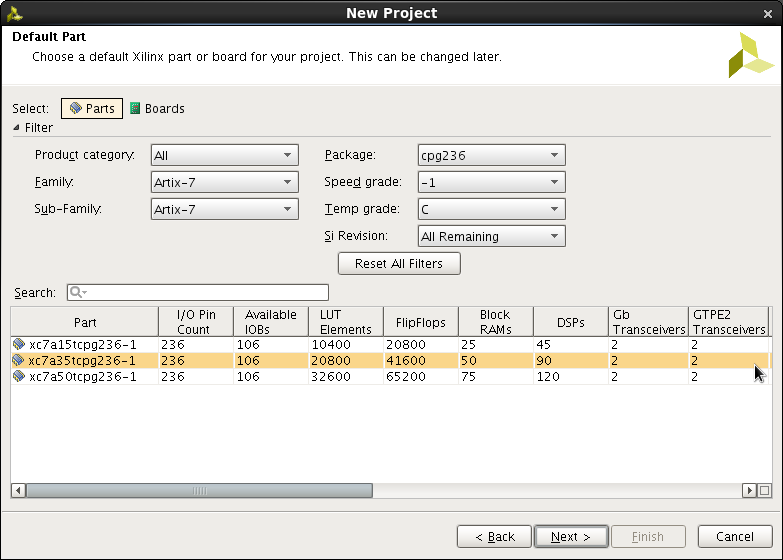 New Project
Default Part
Choose a default Xilinx part or board for your project. This can be changed later.
Select: Parts Boards
Filter
Product category: All Package: cpg236
Family: Artix-7 Speed grade: -1
Sub-Family: Artix-7 Temp grade: C
Si Revision: All Remaining
Reset All Filters
Search:
Part I/O Pin Count Available IOBs LUT Elements FlipFlops Block RAMs DSPs Gb Transceivers GTPE2 Transceivers
xc7a15tcpg236-1 236 106 10400 20800 25 45 2 2
xc7a35tcpg236-1 236 106 20800 41600 50 90 2 2
xc7a50tcpg236-1 236 106 32600 65200 75 120 2 2
< Back Next > Finish Cancel